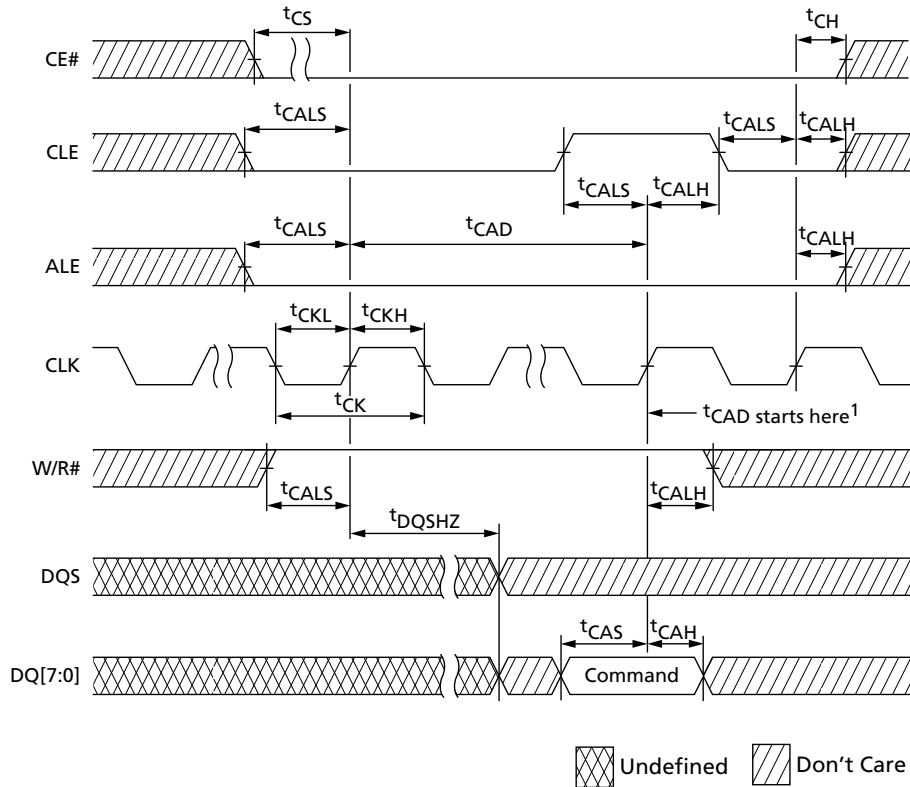 tCS tCH
CE#
tCALS tCALS tCALH
CLE
tCALS tCALH
tCALS tCAD tCALH
ALE
tCKL tCKH
CLK
tCK
tCAD starts here1
W/R#
tCALS tCALH
tDQSHZ
DQS
tCAS tCAH
DQ[7:0] Command
Undefined Don't Care